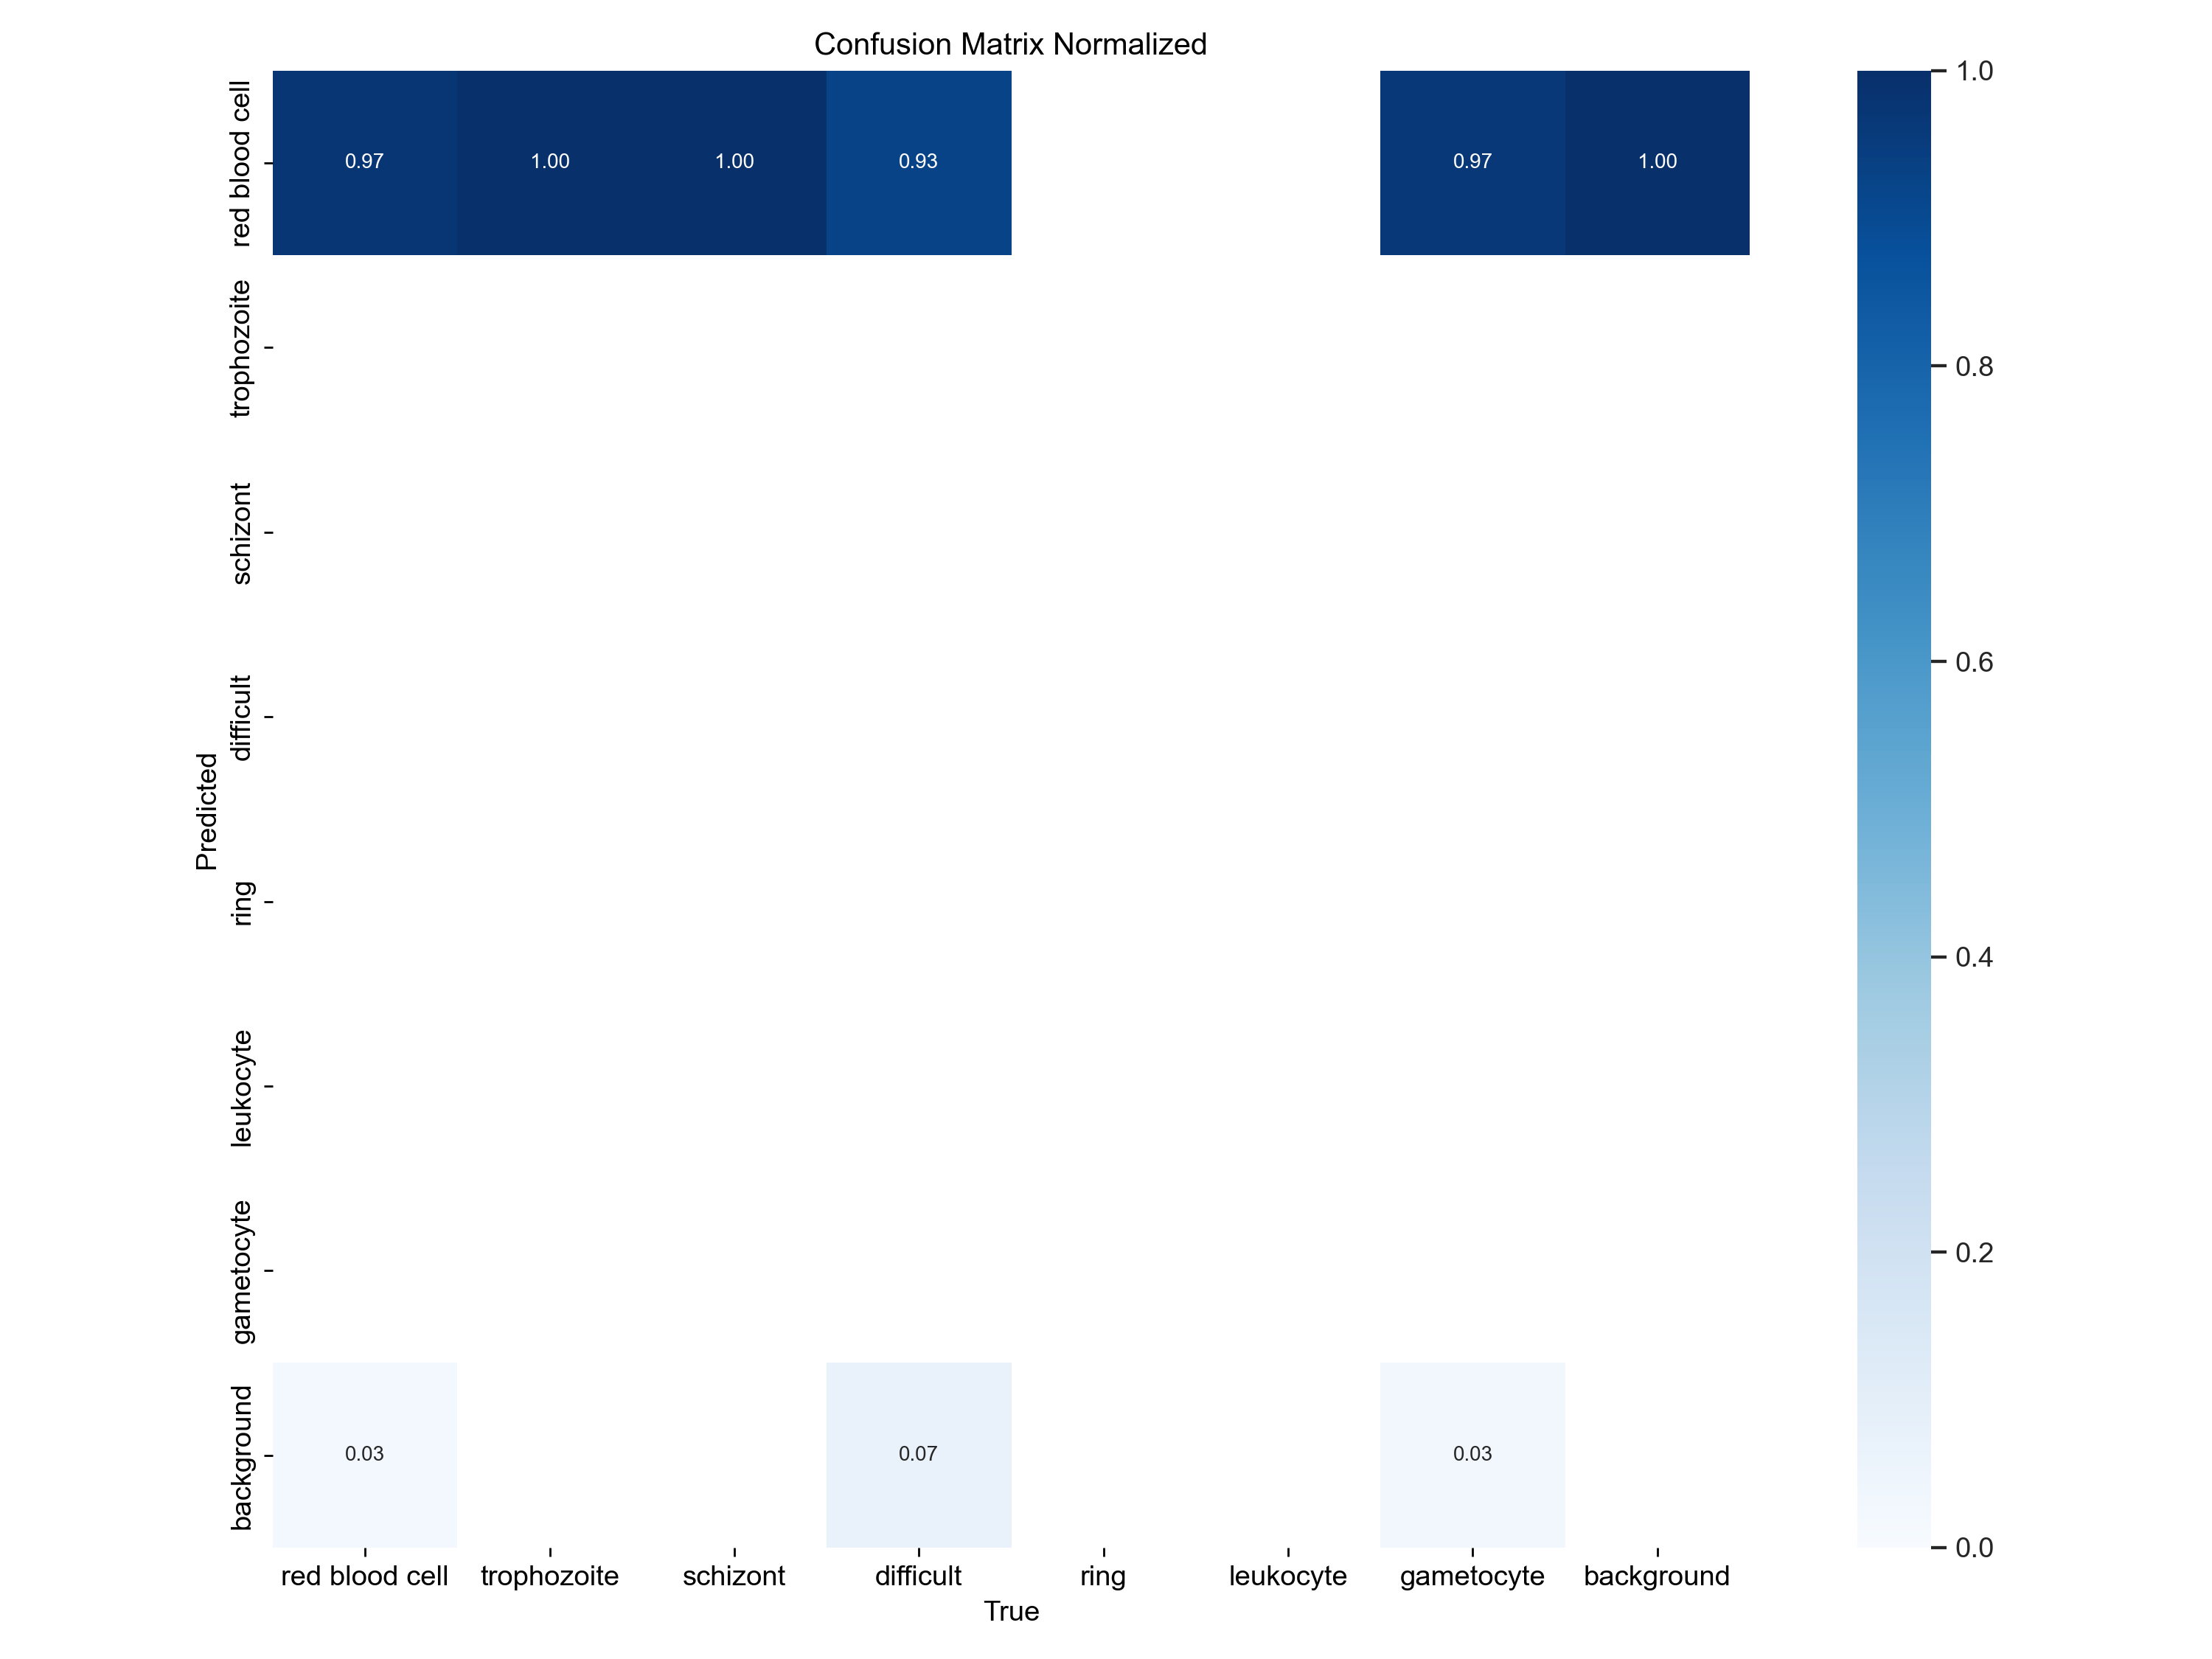 Confusion Matrix Normalized
red blood cell
trophozoite
schizont
difficult
ring
leukocyte
gametocyte
background
Predicted
0.97 1.00 1.00 0.93 0.97 1.00
0.03 0.07 0.03
red blood cell trophozoite schizont difficult ring leukocyte gametocyte background
True
1.0
0.8
0.6
0.4
0.2
0.0